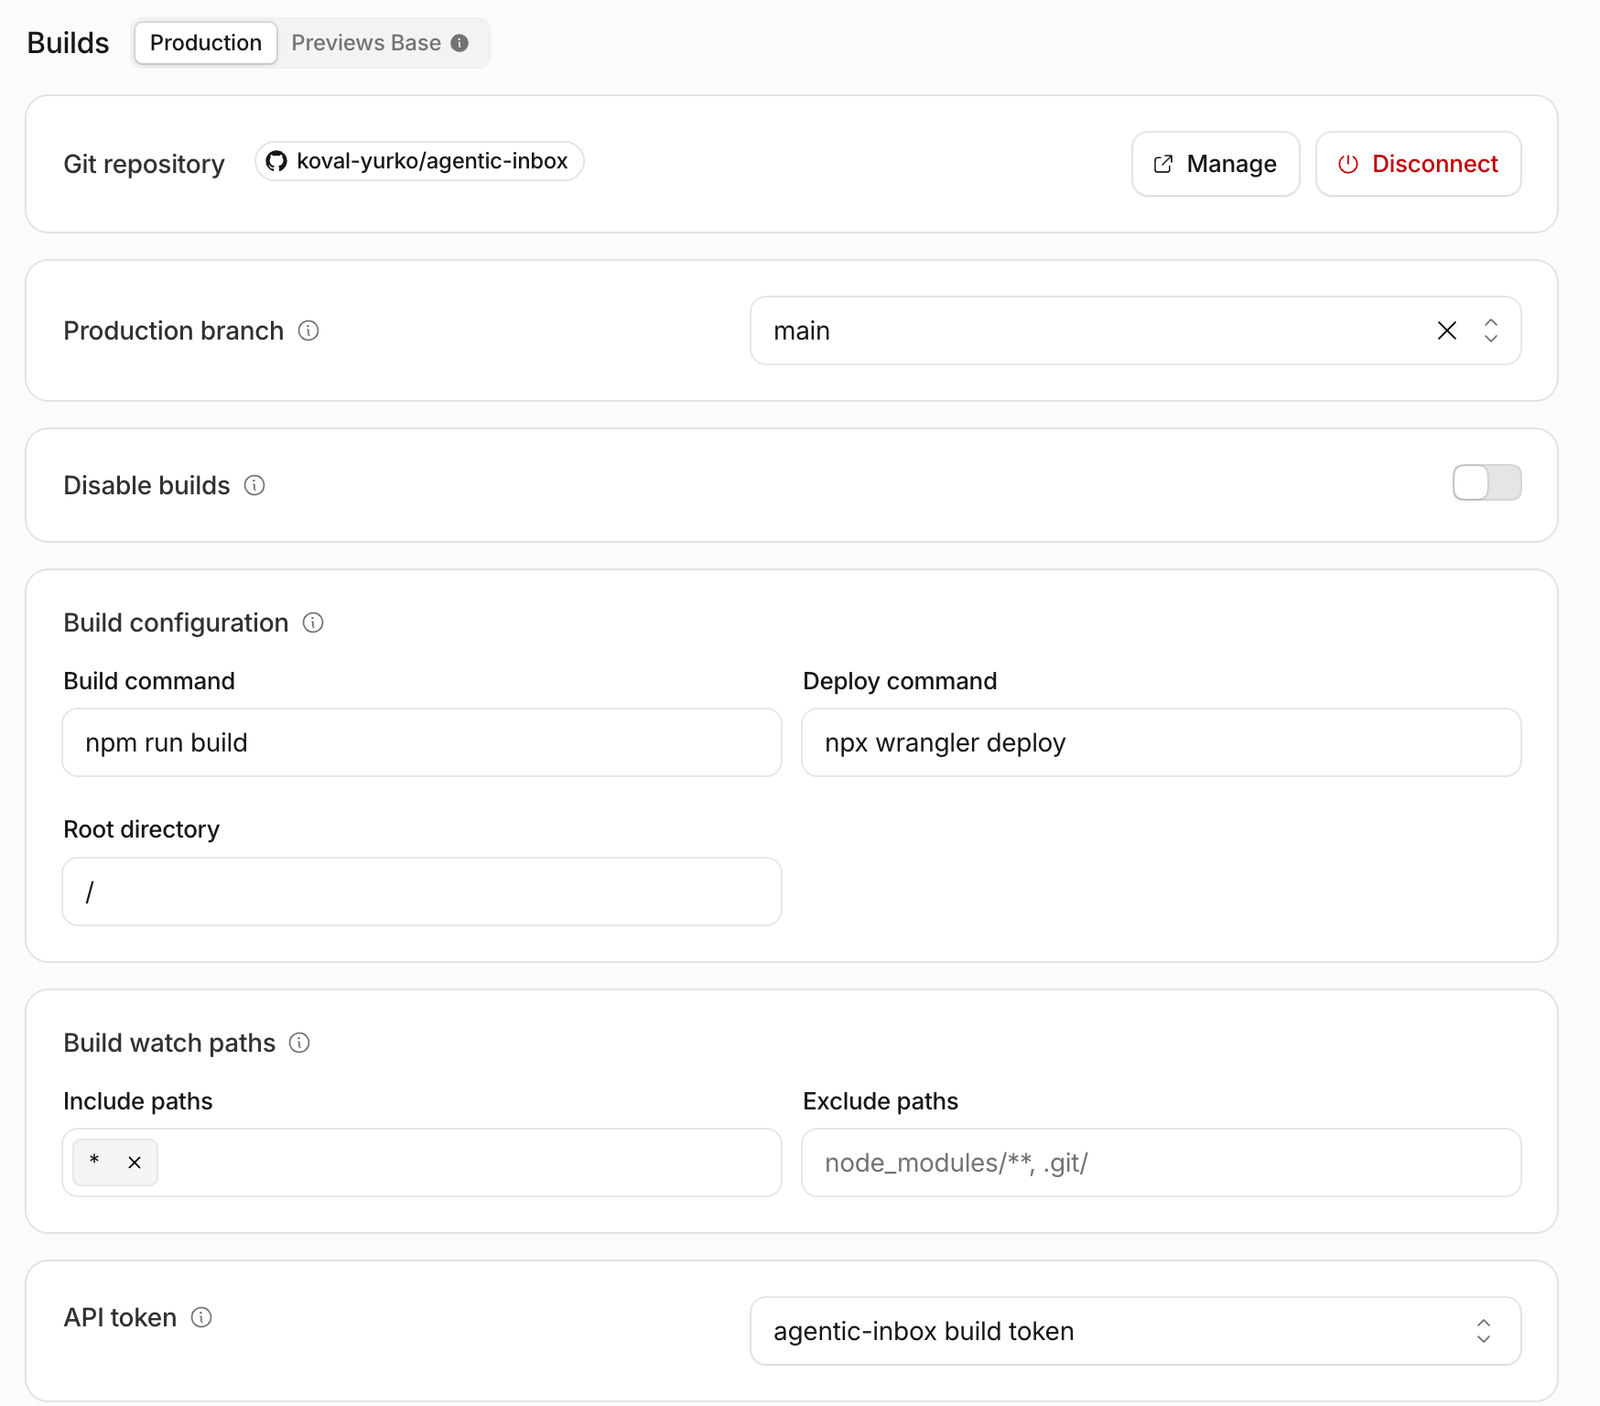 Builds
Production
Previews Base
Git repository
koval-yurko/agentic-inbox
Manage
Disconnect
Production branch
main
Disable builds
Build configuration
Build command
Deploy command
npm run build
npx wrangler deploy
Root directory
/
Build watch paths
Include paths
Exclude paths
*
node_modules/**, .git/
API token
agentic-inbox build token